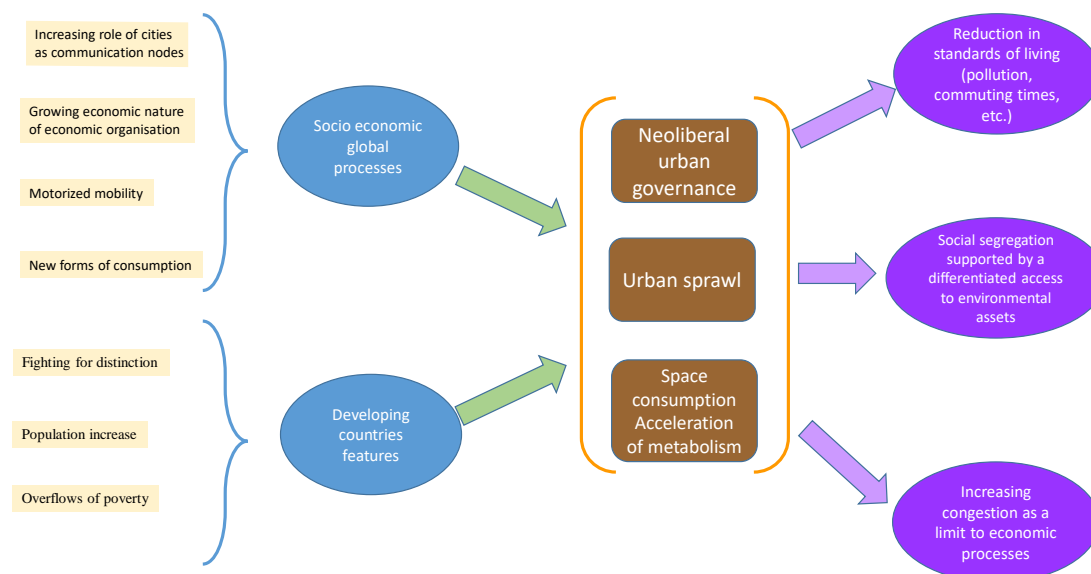 Increasing role of cities
as communication nodes
Growing economic nature
of economic organisation
Motorized mobility
New forms of consumption
Fighting for distinction
Population increase
Overflows of poverty
Socio economic
global
processes
Developing
countries
features
Neoliberal
urban
governance
Urban sprawl
Space
consumption
Acceleration
of metabolism
Reduction in
standards of living
(pollution,
commuting times,
etc.)
Social segregation
supported by a
differentiated access
to environmental
assets
Increasing
congestion as a
limit to economic
processes